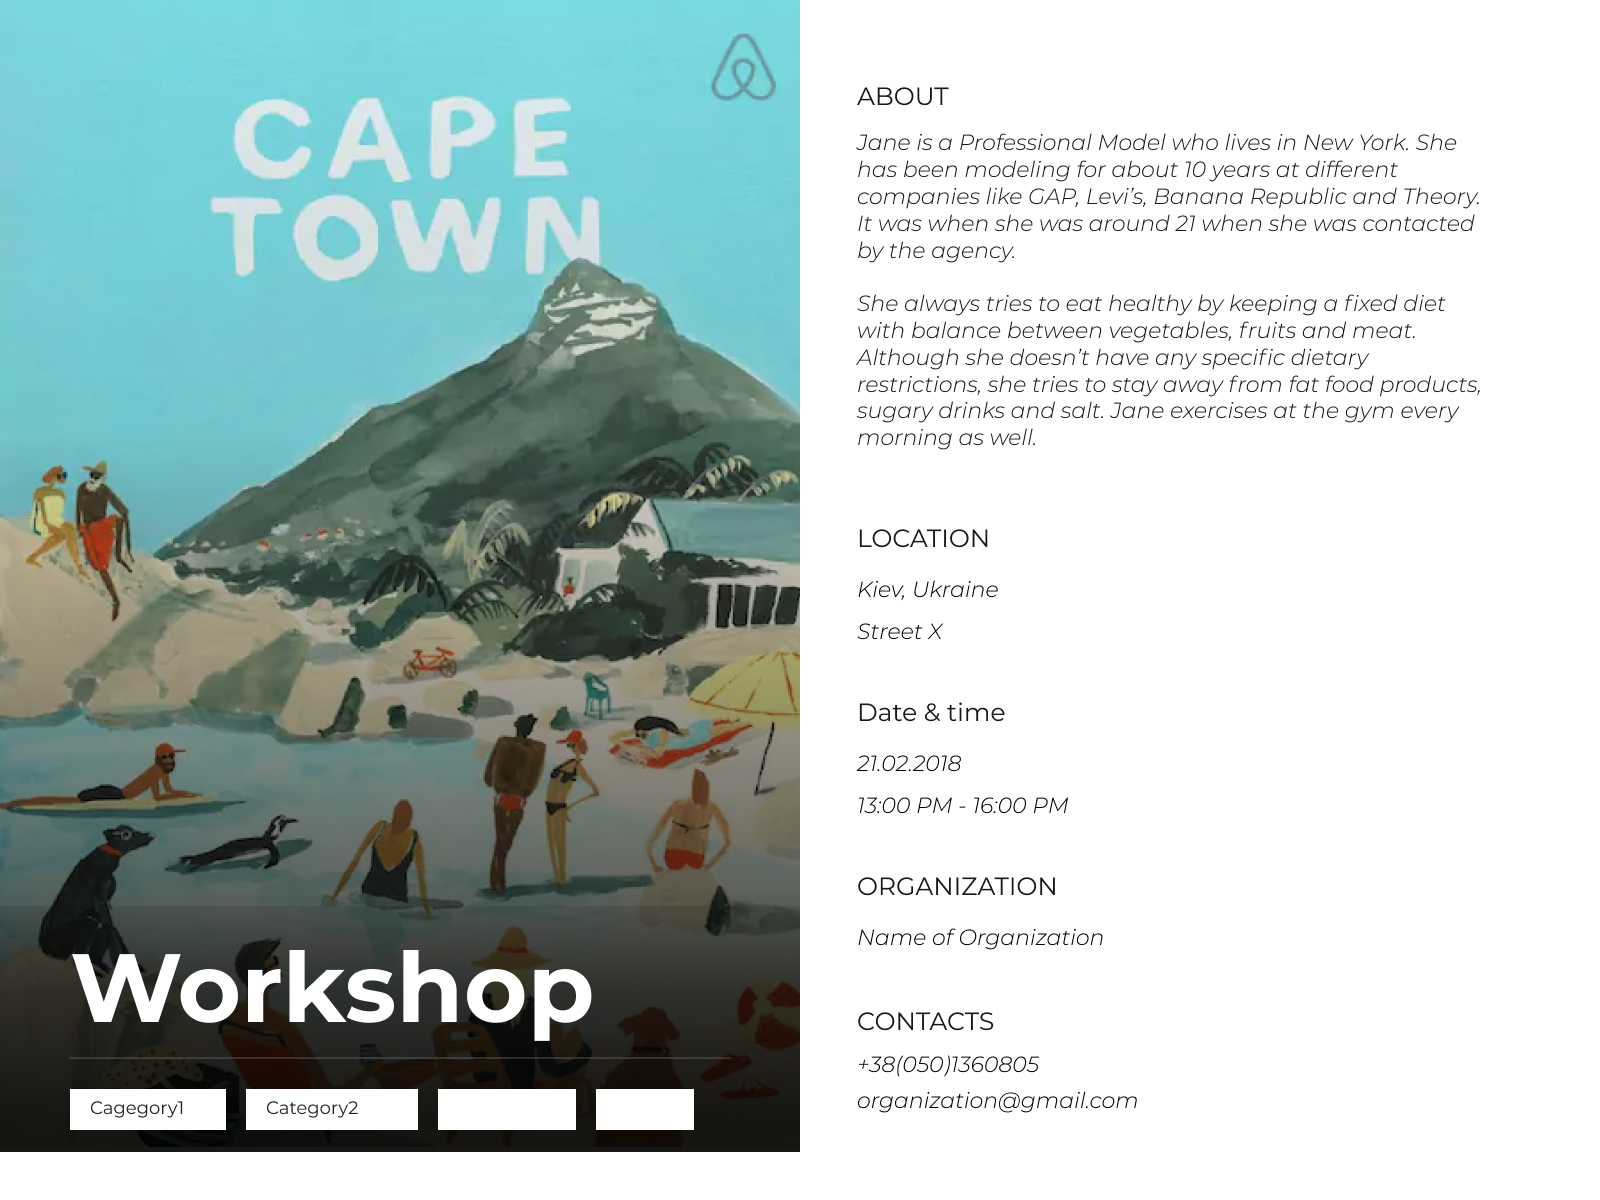 CAPE
TOWN
Workshop
Cagegory1
Category2
ABOUT
Jane is a Professional Model who lives in New York. She
has been modeling for about 10 years at different
companies like GAP, Levi’s, Banana Republic and Theory.
It was when she was around 21 when she was contacted
by the agency.
She always tries to eat healthy by keeping a fixed diet
with balance between vegetables, fruits and meat.
Although she doesn’t have any specific dietary
restrictions, she tries to stay away from fat food products,
sugary drinks and salt. Jane exercises at the gym every
morning as well.
LOCATION
Kiev, Ukraine
Street X
Date & time
21.02.2018
13:00 PM - 16:00 PM
ORGANIZATION
Name of Organization
CONTACTS
+38(050)1360805
organization@gmail.com